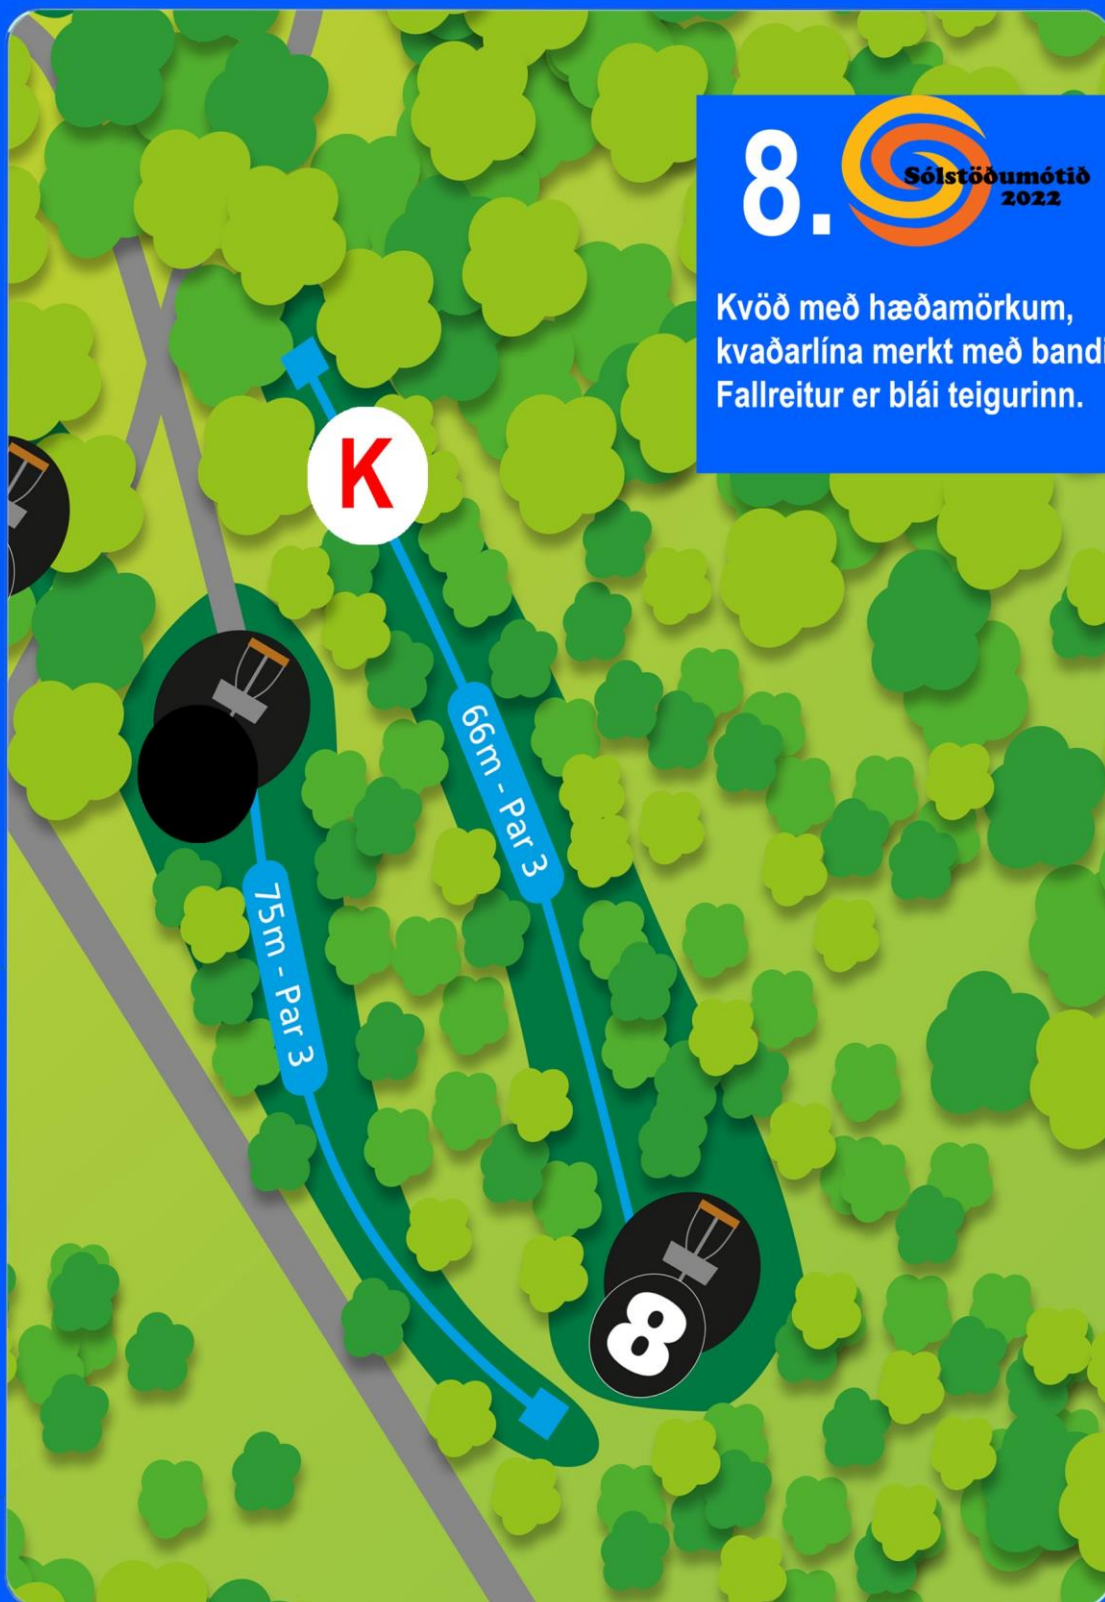 8.
Sólstöðumótið
2022
Kvöð með hæðamörkum,
kvaðarlína merkt með bandi
Fallreitur er blái teigurinn.
K
66m - Par 3
75m - Par 3
8